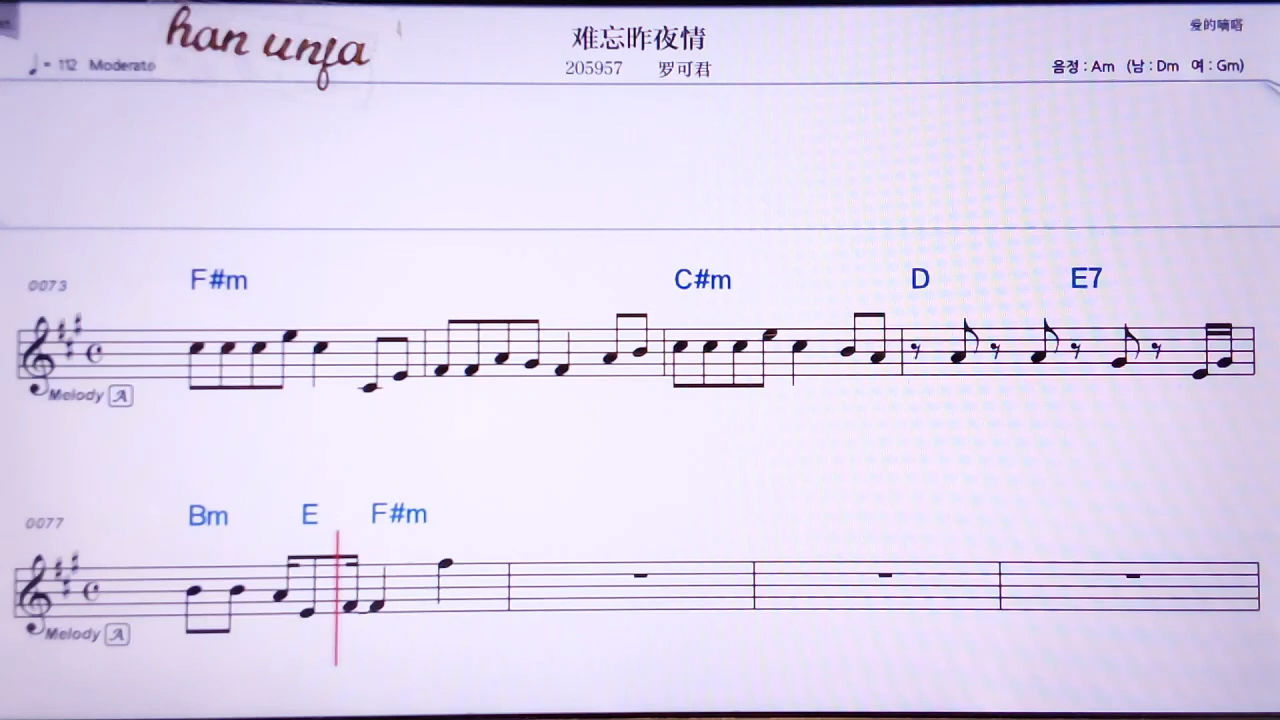 han unfa
难忘昨夜情
爱的嘀嗒
♩= 112 Moderato
205957 罗可君
음정 : Am (남 : Dm 여 : Gm)
0073 F#m C#m D E7
Melody A
0077 Bm E F#m
Melody A